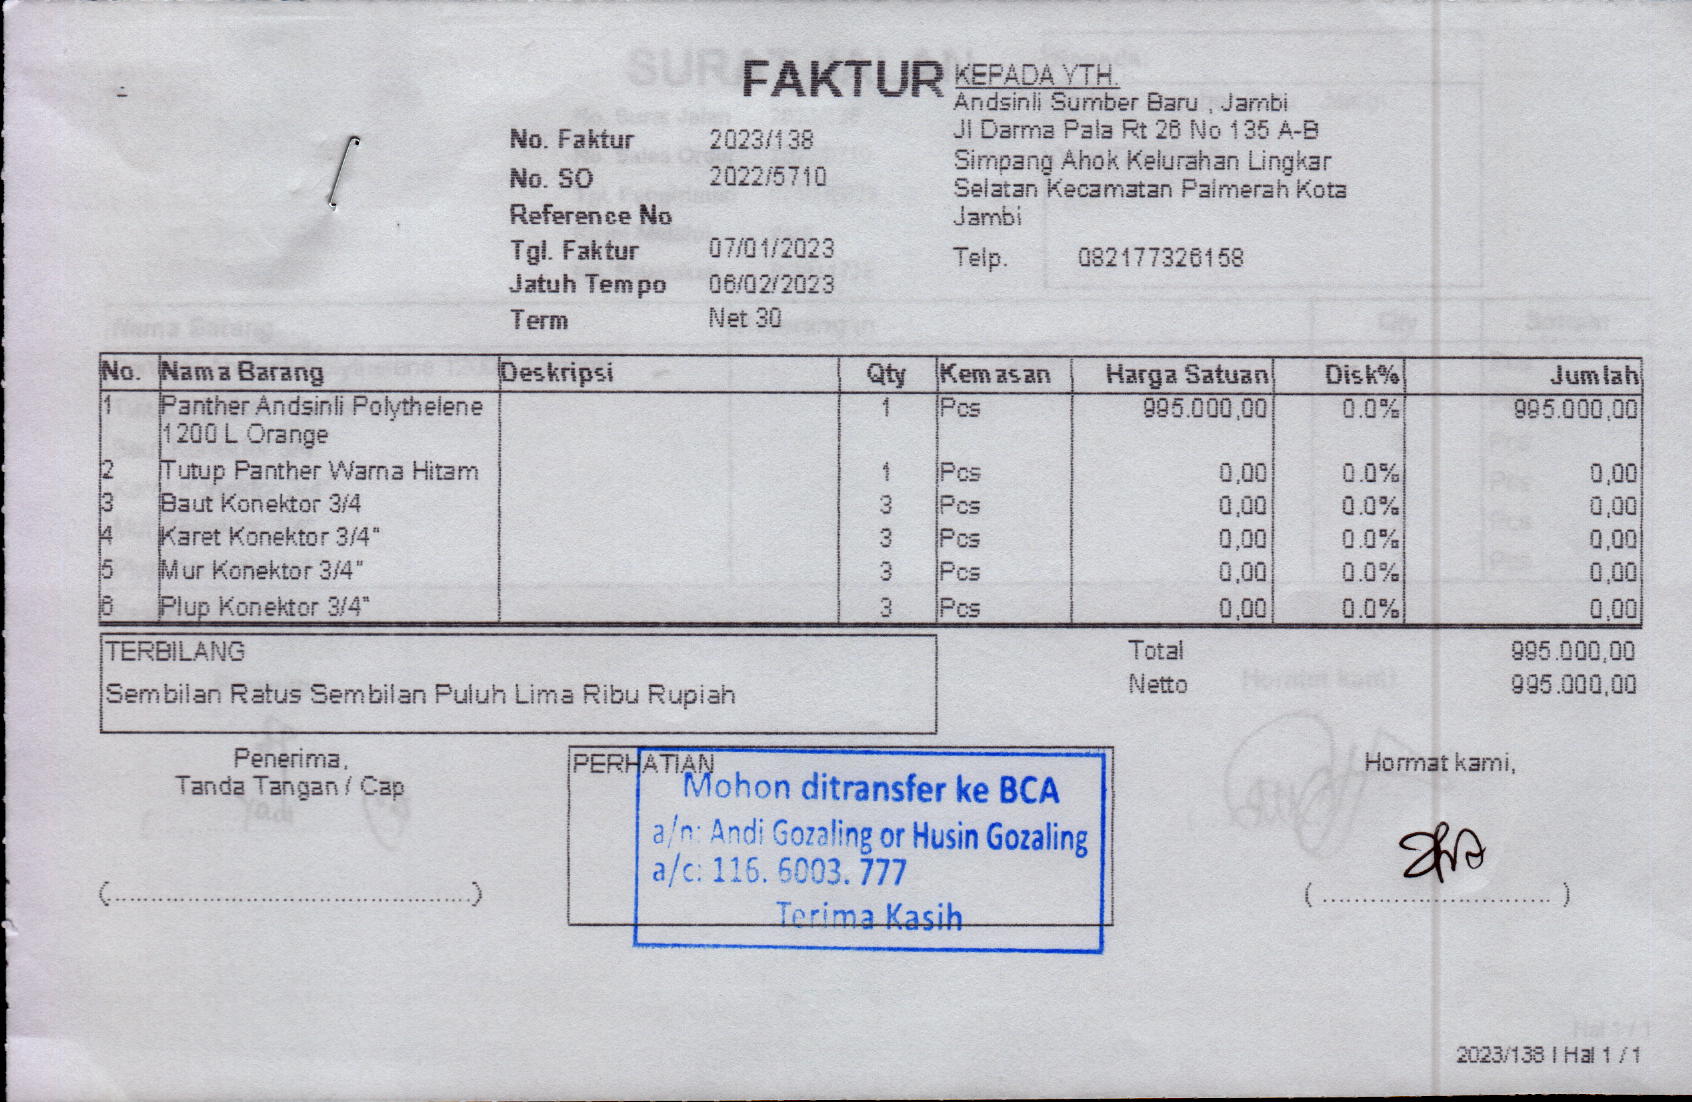 FAKTUR
KEPADA YTH.
Andsinli Sumber Baru , Jambi
Jl Darma Pala Rt 26 No 135 A-B
Simpang Ahok Kelurahan Lingkar
Selatan Kecamatan Palmerah Kota
Jambi
Telp. 082177326158
No. Faktur 2023/138
No. SO 2022/5710
Reference No
Tgl. Faktur 07/01/2023
Jatuh Tempo 06/02/2023
Term Net 30
No. Nama Barang Deskripsi Qty Kemasan Harga Satuan Disk% Jumlah
1 Panther Andsinli Polythelene 1 Pcs 995.000,00 0.0% 995.000,00
1200 L Orange
2 Tutup Panther Warna Hitam 1 Pcs 0,00 0.0% 0,00
3 Baut Konektor 3/4 3 Pcs 0,00 0.0% 0,00
4 Karet Konektor 3/4" 3 Pcs 0,00 0.0% 0,00
5 Mur Konektor 3/4" 3 Pcs 0,00 0.0% 0,00
6 Plup Konektor 3/4" 3 Pcs 0,00 0.0% 0,00
TERBILANG
Sembilan Ratus Sembilan Puluh Lima Ribu Rupiah
Total 995.000,00
Netto 995.000,00
Penerima,
Tanda Tangan / Cap
(................................................)
PERHATIAN
Mohon ditransfer ke BCA
a/n: Andi Gozaling or Husin Gozaling
a/c: 116. 6003. 777
Terima Kasih
Hormat kami,
( .............................. )
2023/138 I Hal 1 / 1